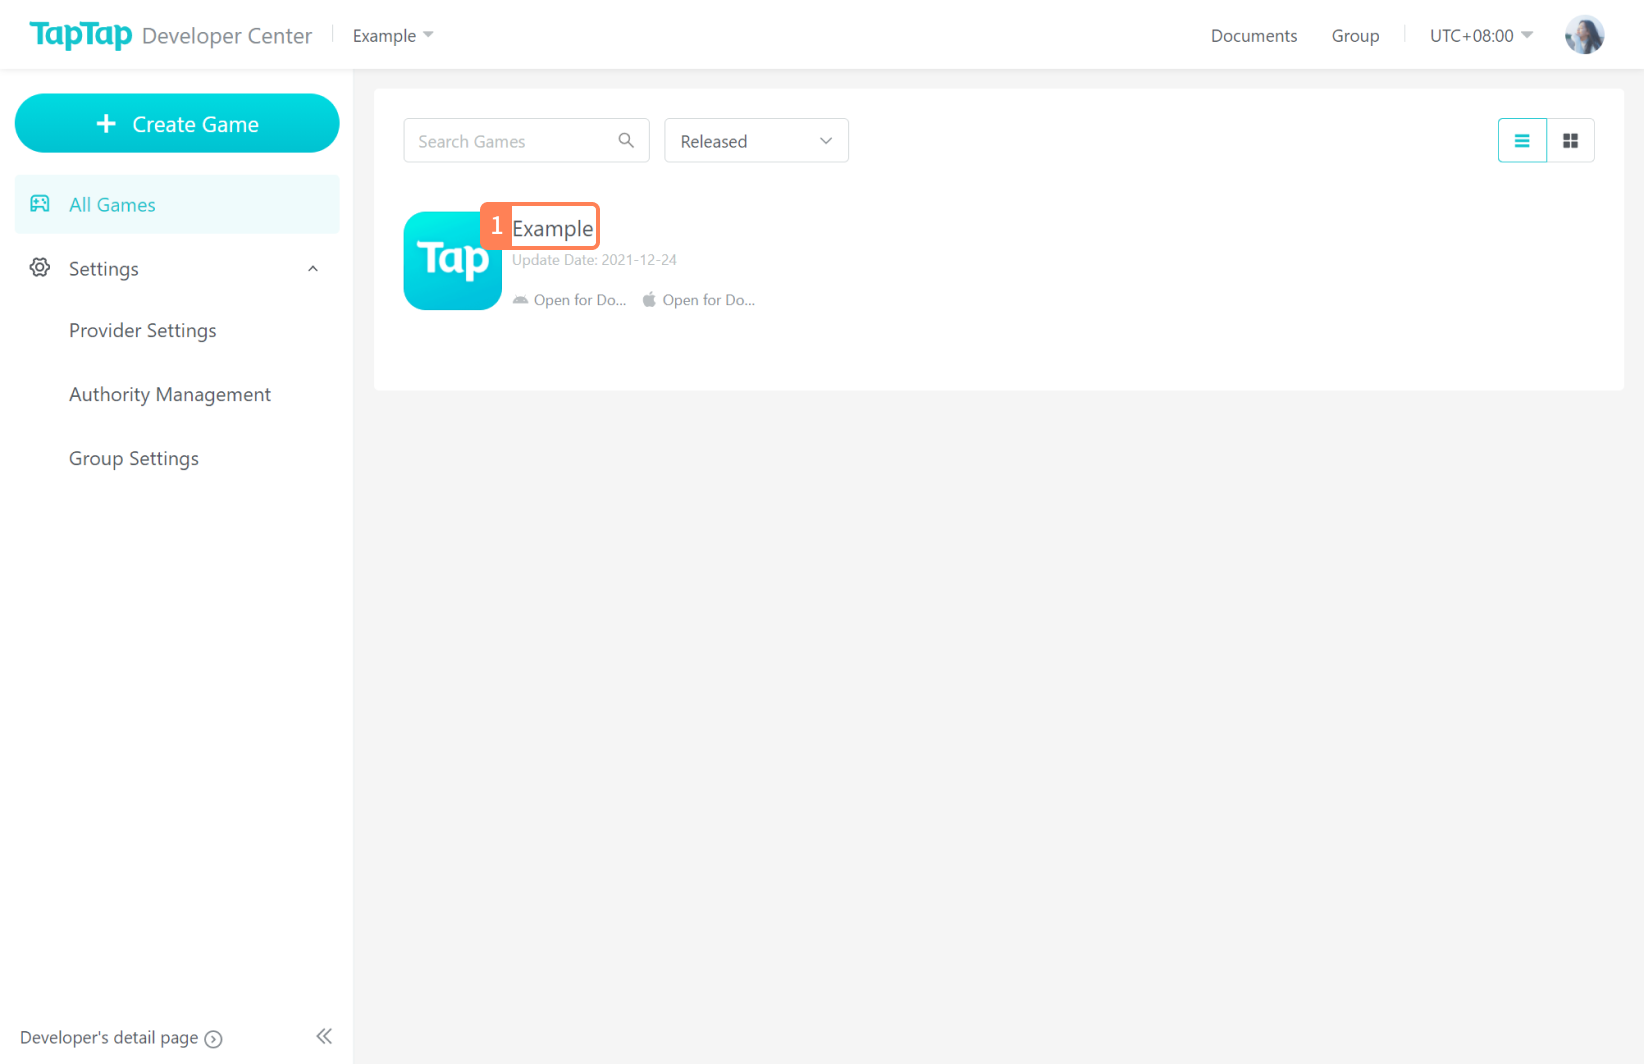 TapTap Developer Center
Example
Documents
Group
UTC+08:00
Create Game
All Games
Settings
Provider Settings
Authority Management
Group Settings
Developer's detail page
Search Games
Released
Tap
1
Example
Update Date: 2021-12-24
Open for Do...
Open for Do...